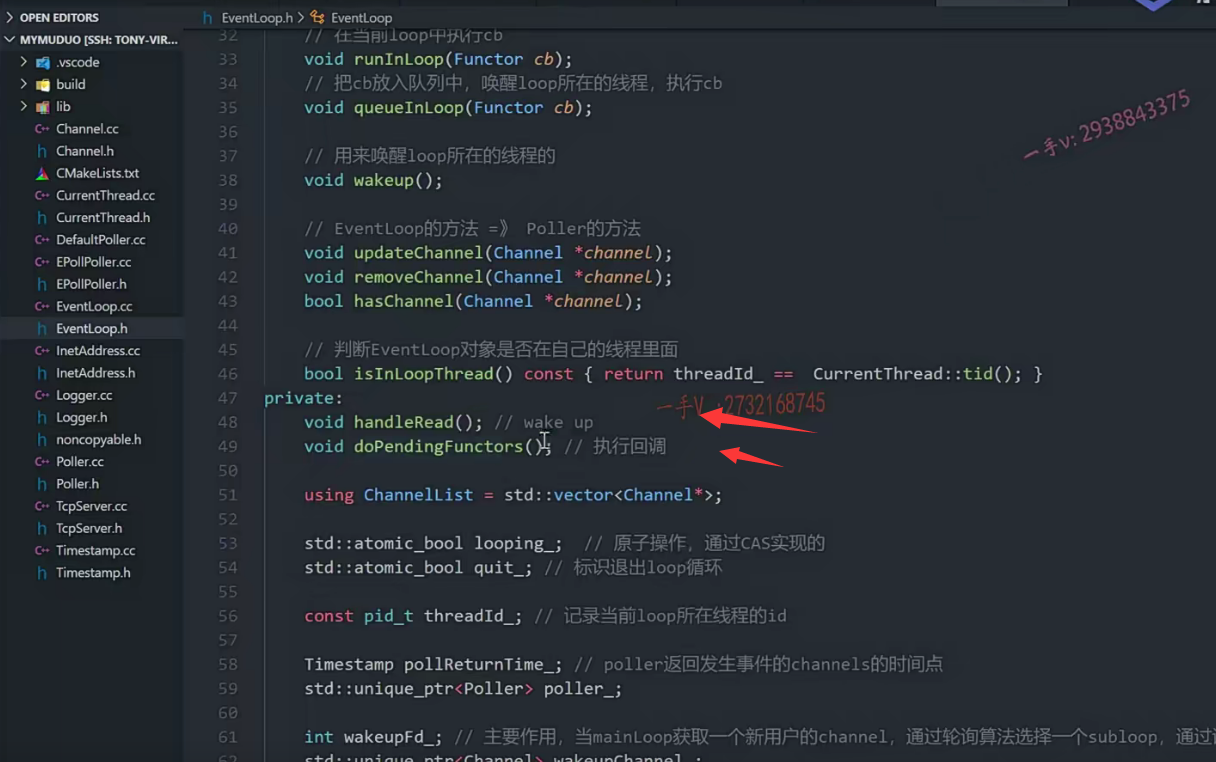 OPEN EDITORS
MYMUDUO [SSH: TONY-VIR...
.vscode
build
lib
Channel.cc
Channel.h
CMakeLists.txt
CurrentThread.cc
CurrentThread.h
DefaultPoller.cc
EPollPoller.cc
EPollPoller.h
EventLoop.cc
EventLoop.h
InetAddress.cc
InetAddress.h
Logger.cc
Logger.h
noncopyable.h
Poller.cc
Poller.h
TcpServer.cc
TcpServer.h
Timestamp.cc
Timestamp.h
EventLoop.h > EventLoop
32 // 在当前loop中执行cb
33 void runInLoop(Functor cb);
34 // 把cb放入队列中，唤醒loop所在的线程，执行cb
35 void queueInLoop(Functor cb);
36
37 // 用来唤醒loop所在的线程的
38 void wakeup();
39
40 // EventLoop的方法 =》 Poller的方法
41 void updateChannel(Channel *channel);
42 void removeChannel(Channel *channel);
43 bool hasChannel(Channel *channel);
44
45 // 判断EventLoop对象是否在自己的线程里面
46 bool isInLoopThread() const { return threadId_ == CurrentThread::tid(); }
47 private:
48 void handleRead(); // wake up
49 void doPendingFunctors(); // 执行回调
50
51 using ChannelList = std::vector<Channel*>;
52
53 std::atomic_bool looping_; // 原子操作，通过CAS实现的
54 std::atomic_bool quit_; // 标识退出loop循环
55
56 const pid_t threadId_; // 记录当前loop所在线程的id
57
58 Timestamp pollReturnTime_; // poller返回发生事件的channels的时间点
59 std::unique_ptr<Poller> poller_;
60
61 int wakeupFd_; // 主要作用，当mainLoop获取一个新用户的channel，通过轮询算法选择一个subloop，通过
62 std::unique_ptr<Channel> wakeupChannel_;
一手v: 2938843375
一手V :2732168745